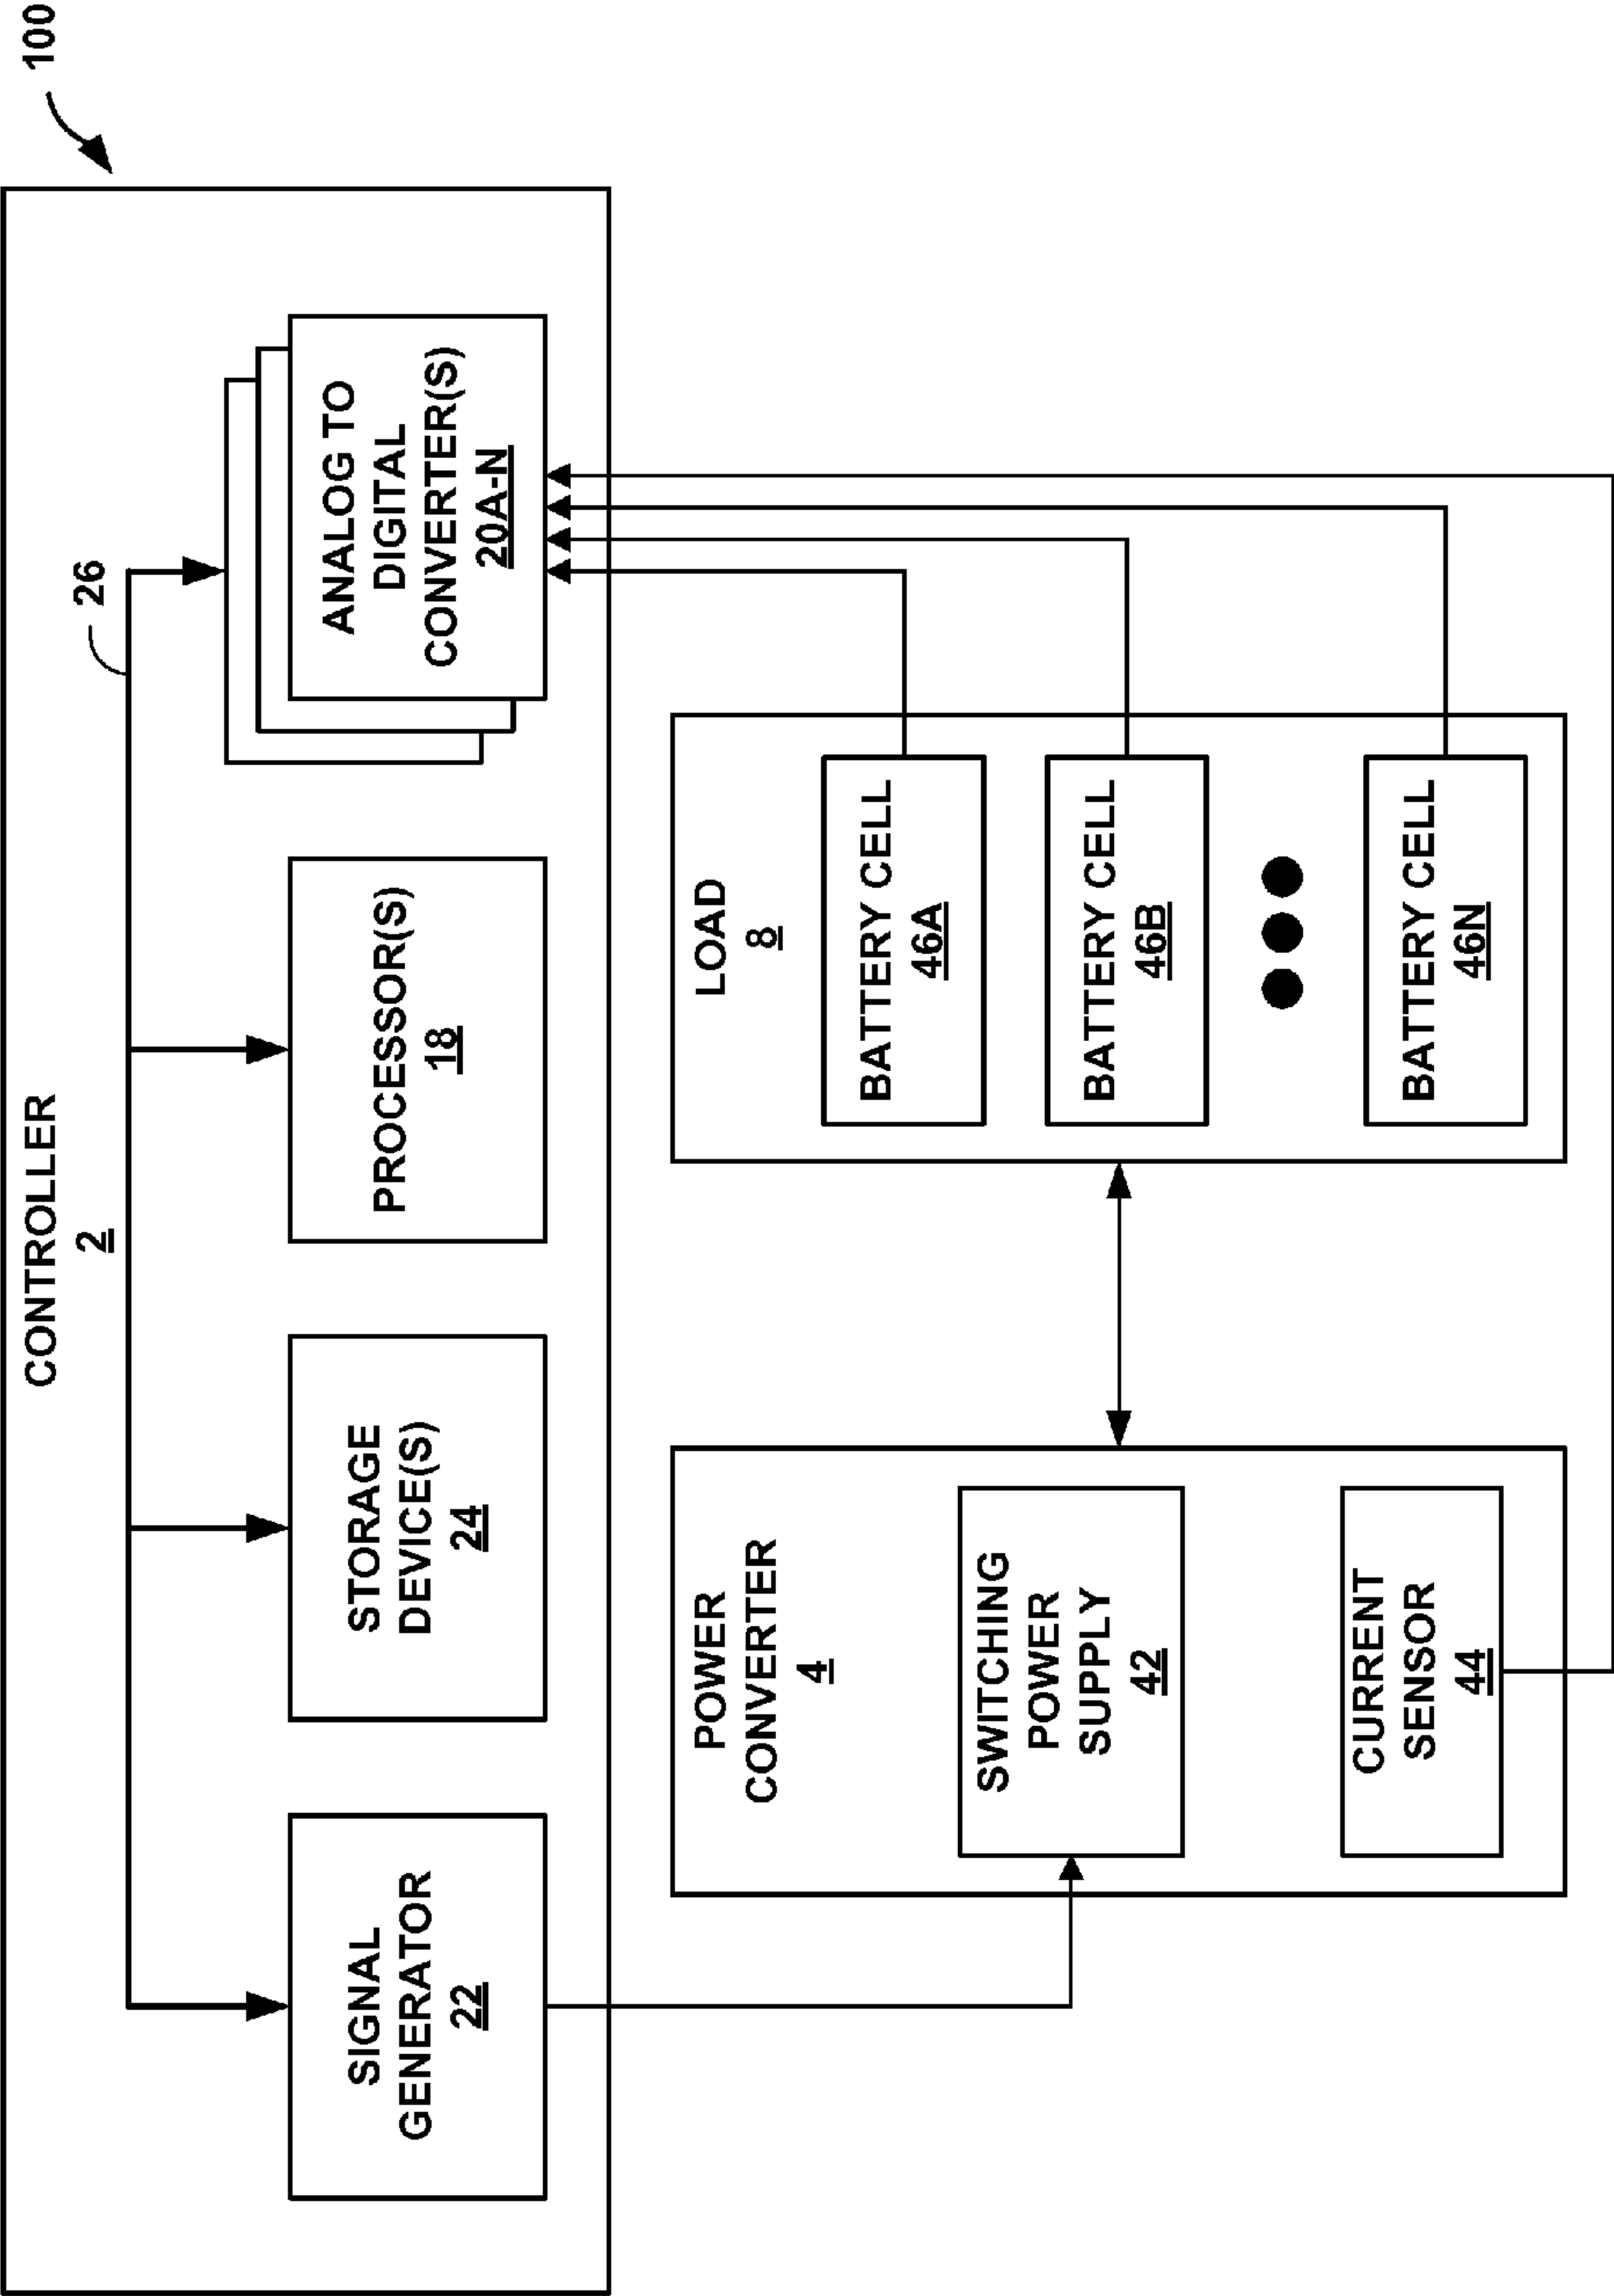 100
CONTROLLER
2
26
SIGNAL
GENERATOR
22
STORAGE
DEVICE(S)
24
PROCESSOR(S)
18
ANALOG TO
DIGITAL
CONVERTER(S)
20A-N
POWER
CONVERTER
4
SWITCHING
POWER
SUPPLY
42
CURRENT
SENSOR
44
LOAD
8
BATTERY CELL
46A
BATTERY CELL
46B
BATTERY CELL
46N